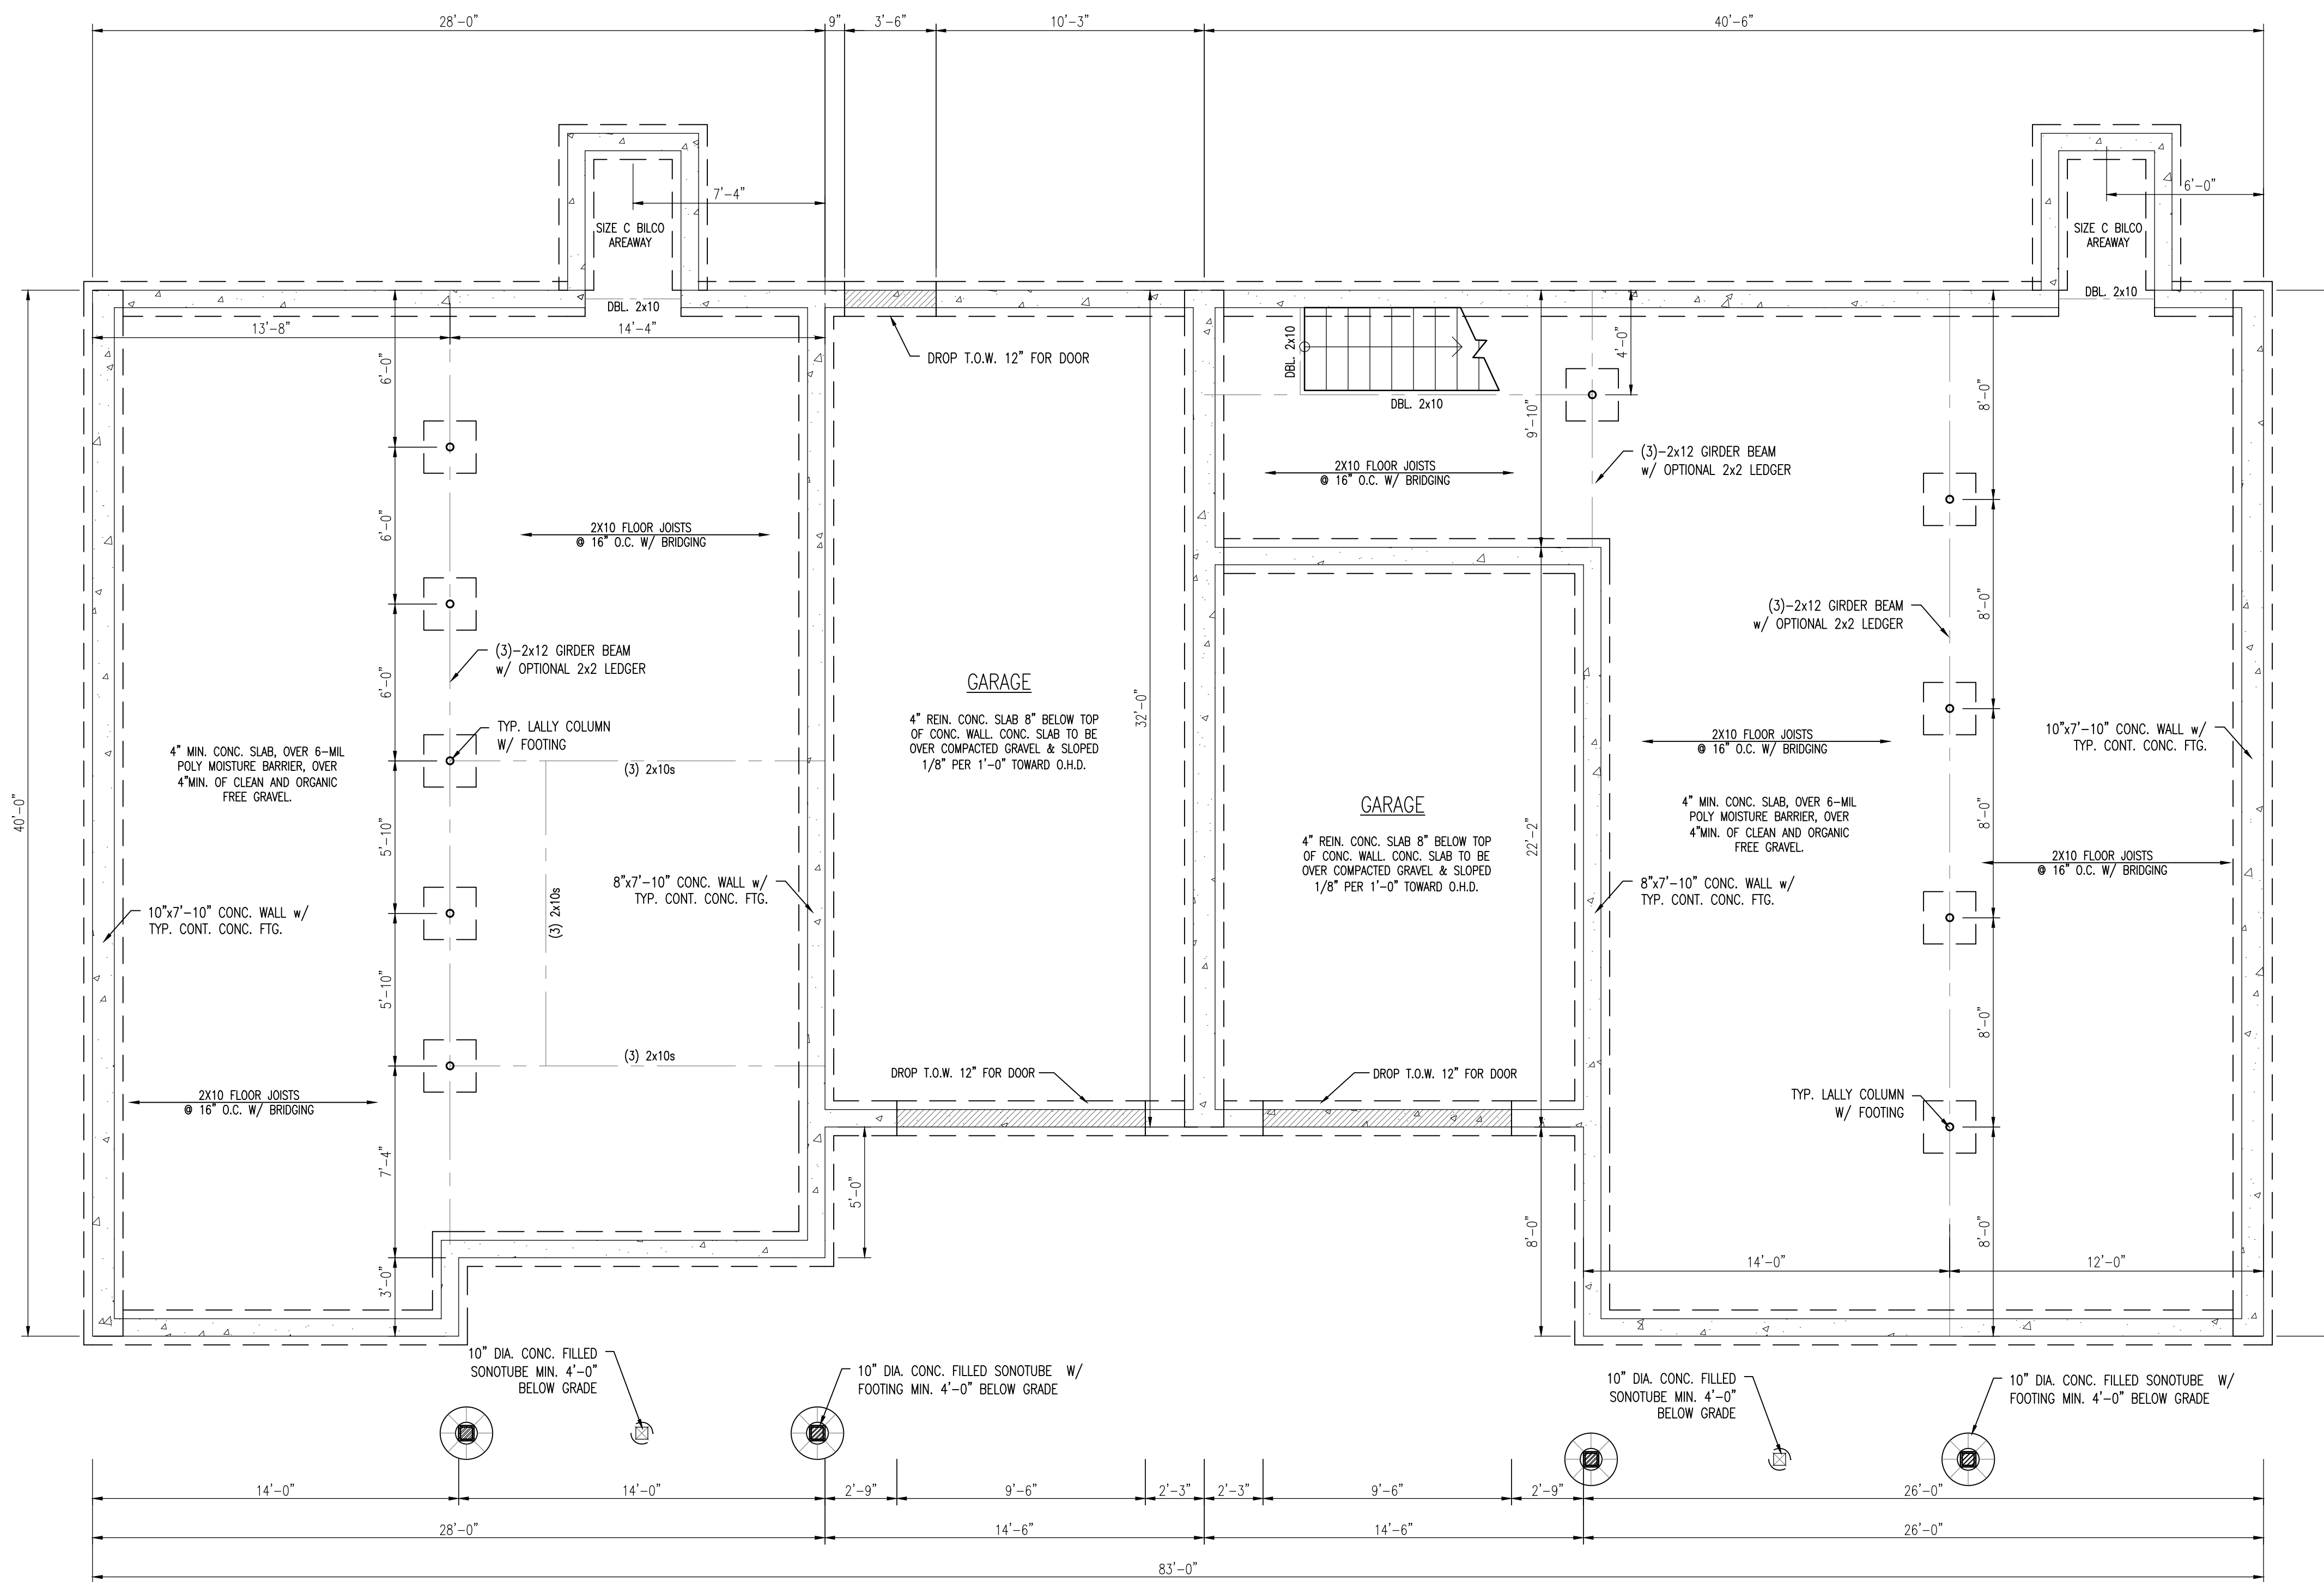 28'-0"
9"
3'-6"
10'-3"
40'-6"
7'-4"
6'-0"
SIZE C BILCO
AREAWAY
SIZE C BILCO
AREAWAY
DBL. 2x10
DBL. 2x10
13'-8"
14'-4"
6'-0"
DROP T.O.W. 12" FOR DOOR
DBL. 2x10
DBL. 2x10
4'-0"
9'-10"
8'-0"
(3)-2x12 GIRDER BEAM
w/ OPTIONAL 2x2 LEDGER
2X10 FLOOR JOISTS
@ 16" O.C. W/ BRIDGING
6'-0"
2X10 FLOOR JOISTS
@ 16" O.C. W/ BRIDGING
8'-0"
(3)-2x12 GIRDER BEAM
w/ OPTIONAL 2x2 LEDGER
(3)-2x12 GIRDER BEAM
w/ OPTIONAL 2x2 LEDGER
6'-0"
GARAGE
4" REIN. CONC. SLAB 8" BELOW TOP
OF CONC. WALL. CONC. SLAB TO BE
OVER COMPACTED GRAVEL & SLOPED
1/8" PER 1'-0" TOWARD O.H.D.
32'-0"
TYP. LALLY COLUMN
W/ FOOTING
4" MIN. CONC. SLAB, OVER 6-MIL
POLY MOISTURE BARRIER, OVER
4"MIN. OF CLEAN AND ORGANIC
FREE GRAVEL.
(3) 2x10s
2X10 FLOOR JOISTS
@ 16" O.C. W/ BRIDGING
10"x7'-10" CONC. WALL w/
TYP. CONT. CONC. FTG.
40'-0"
5'-10"
GARAGE
4" REIN. CONC. SLAB 8" BELOW TOP
OF CONC. WALL. CONC. SLAB TO BE
OVER COMPACTED GRAVEL & SLOPED
1/8" PER 1'-0" TOWARD O.H.D.
22'-2"
4" MIN. CONC. SLAB, OVER 6-MIL
POLY MOISTURE BARRIER, OVER
4"MIN. OF CLEAN AND ORGANIC
FREE GRAVEL.
8'-0"
2X10 FLOOR JOISTS
@ 16" O.C. W/ BRIDGING
8"x7'-10" CONC. WALL w/
TYP. CONT. CONC. FTG.
8"x7'-10" CONC. WALL w/
TYP. CONT. CONC. FTG.
(3) 2x10s
10"x7'-10" CONC. WALL w/
TYP. CONT. CONC. FTG.
5'-10"
8'-0"
(3) 2x10s
DROP T.O.W. 12" FOR DOOR
DROP T.O.W. 12" FOR DOOR
2X10 FLOOR JOISTS
@ 16" O.C. W/ BRIDGING
TYP. LALLY COLUMN
W/ FOOTING
7'-4"
5'-0"
8'-0"
8'-0"
14'-0"
12'-0"
3'-0"
10" DIA. CONC. FILLED
SONOTUBE MIN. 4'-0"
BELOW GRADE
10" DIA. CONC. FILLED SONOTUBE W/
FOOTING MIN. 4'-0" BELOW GRADE
10" DIA. CONC. FILLED
SONOTUBE MIN. 4'-0"
BELOW GRADE
10" DIA. CONC. FILLED SONOTUBE W/
FOOTING MIN. 4'-0" BELOW GRADE
14'-0"
14'-0"
2'-9"
9'-6"
2'-3"
2'-3"
9'-6"
2'-9"
26'-0"
28'-0"
14'-6"
14'-6"
26'-0"
83'-0"